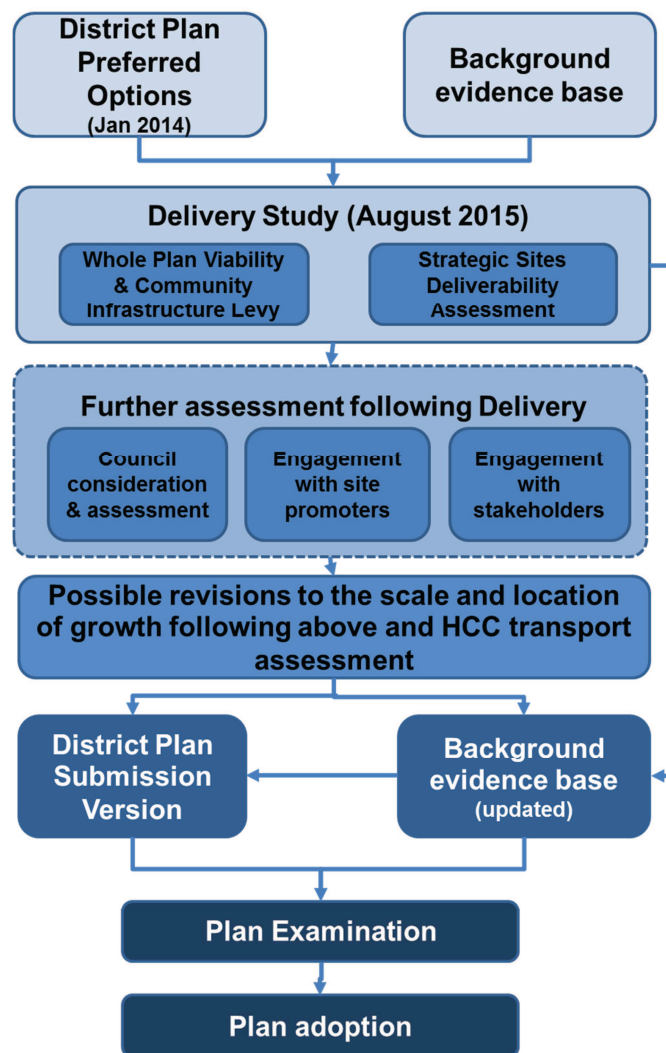 District Plan
Preferred
Options
(Jan 2014)
Background
evidence base
Delivery Study (August 2015)
Whole Plan Viability
& Community
Infrastructure Levy
Strategic Sites
Deliverability
Assessment
Further assessment following Delivery
Council
consideration
& assessment
Engagement
with site
promoters
Engagement
with
stakeholders
Possible revisions to the scale and location
of growth following above and HCC transport
assessment
District Plan
Submission
Version
Background
evidence base
(updated)
Plan Examination
Plan adoption